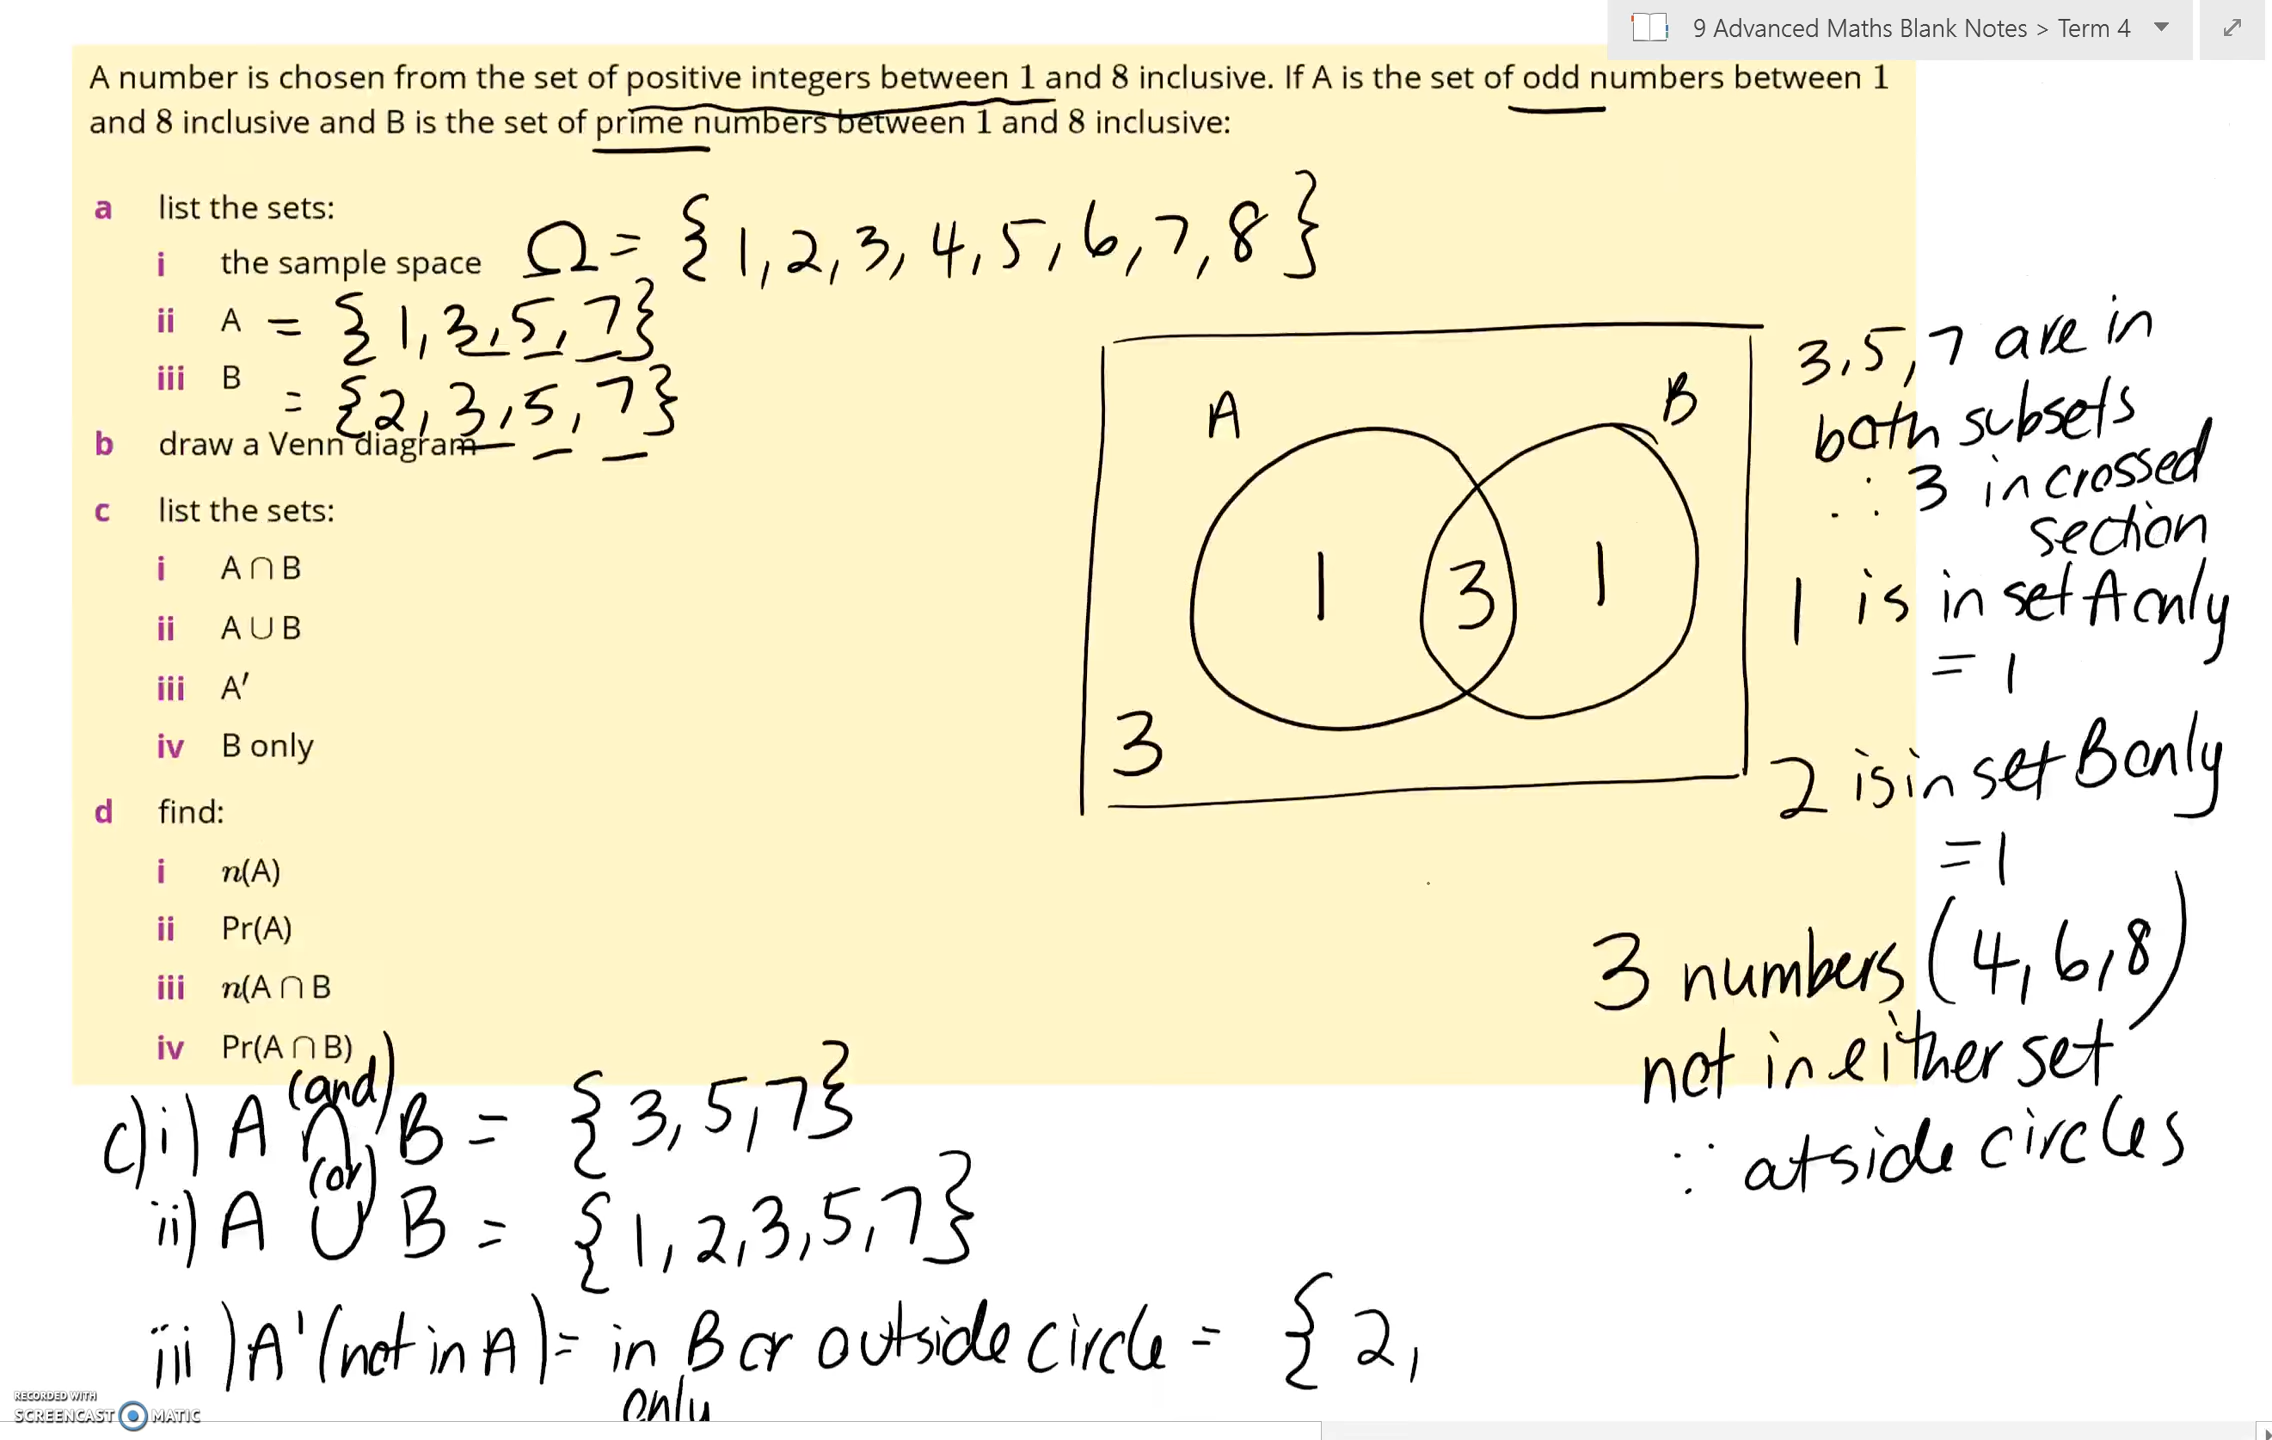 9 Advanced Maths Blank Notes > Term 4
A number is chosen from the set of positive integers between 1 and 8 inclusive. If A is the set of odd numbers between 1
and 8 inclusive and B is the set of prime numbers between 1 and 8 inclusive:
a list the sets:
i the sample space Ω = {1, 2, 3, 4, 5, 6, 7, 8}
ii A = {1, 3, 5, 7}
iii B = {2, 3, 5, 7}
b draw a Venn diagram
c list the sets:
i A ∩ B
ii A ∪ B
iii A′
iv B only
d find:
i n(A)
ii Pr(A)
iii n(A ∩ B
iv Pr(A ∩ B)
A B
1 3 1
3
3, 5, 7 are in
both subsets
∴ 3 in crossed
section
1 is in set A only
= 1
2 is in set B only
= 1
3 numbers (4, 6, 8)
not in either set
∴ outside circles
(and)
c) i) A ∩ B = {3, 5, 7}
(or)
ii) A ∪ B = {1, 2, 3, 5, 7}
iii) A' (not in A) = in B or outside circle = {2,
only
RECORDED WITH
SCREENCAST MATIC